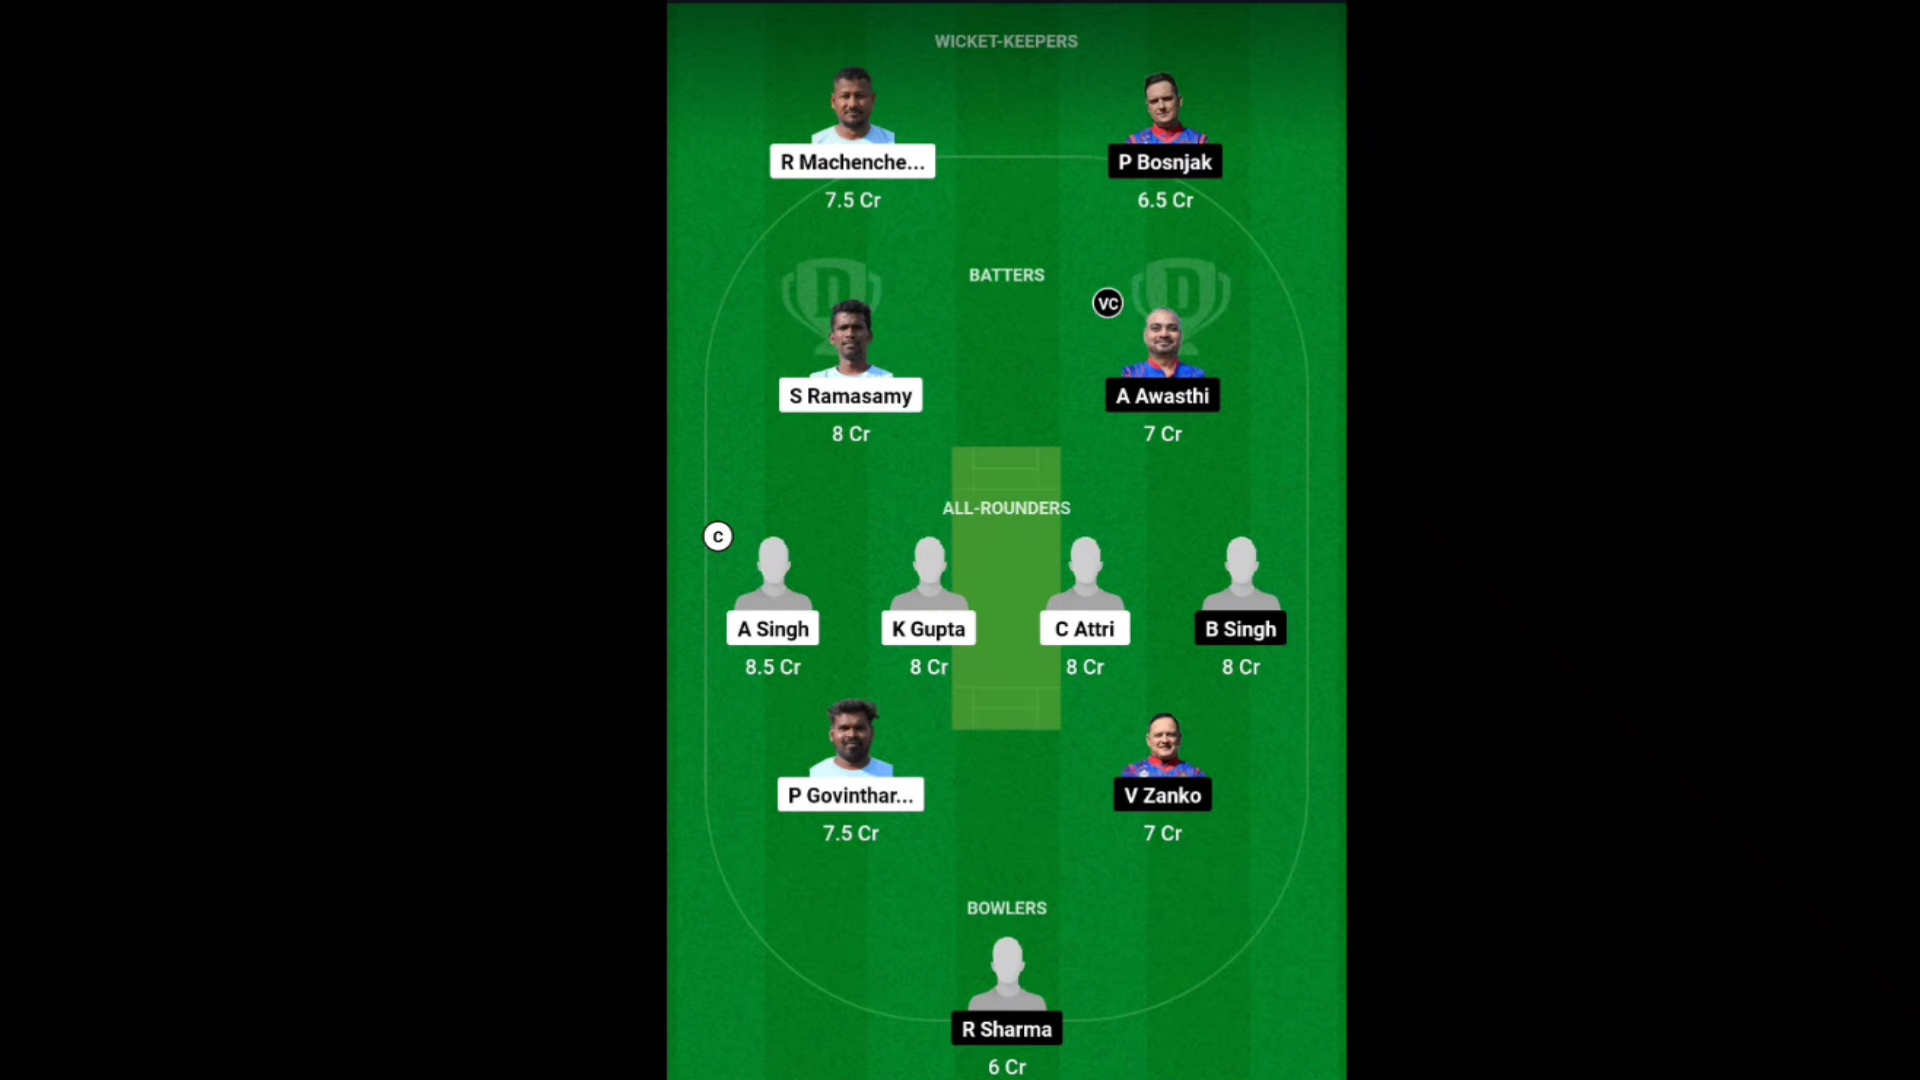 WICKET-KEEPERS
R Machenche... P Bosnjak
7.5 Cr 6.5 Cr
BATTERS
VC
S Ramasamy A Awasthi
8 Cr 7 Cr
ALL-ROUNDERS
C
A Singh K Gupta C Attri B Singh
8.5 Cr 8 Cr 8 Cr 8 Cr
P Govinthar... V Zanko
7.5 Cr 7 Cr
BOWLERS
R Sharma
6 Cr